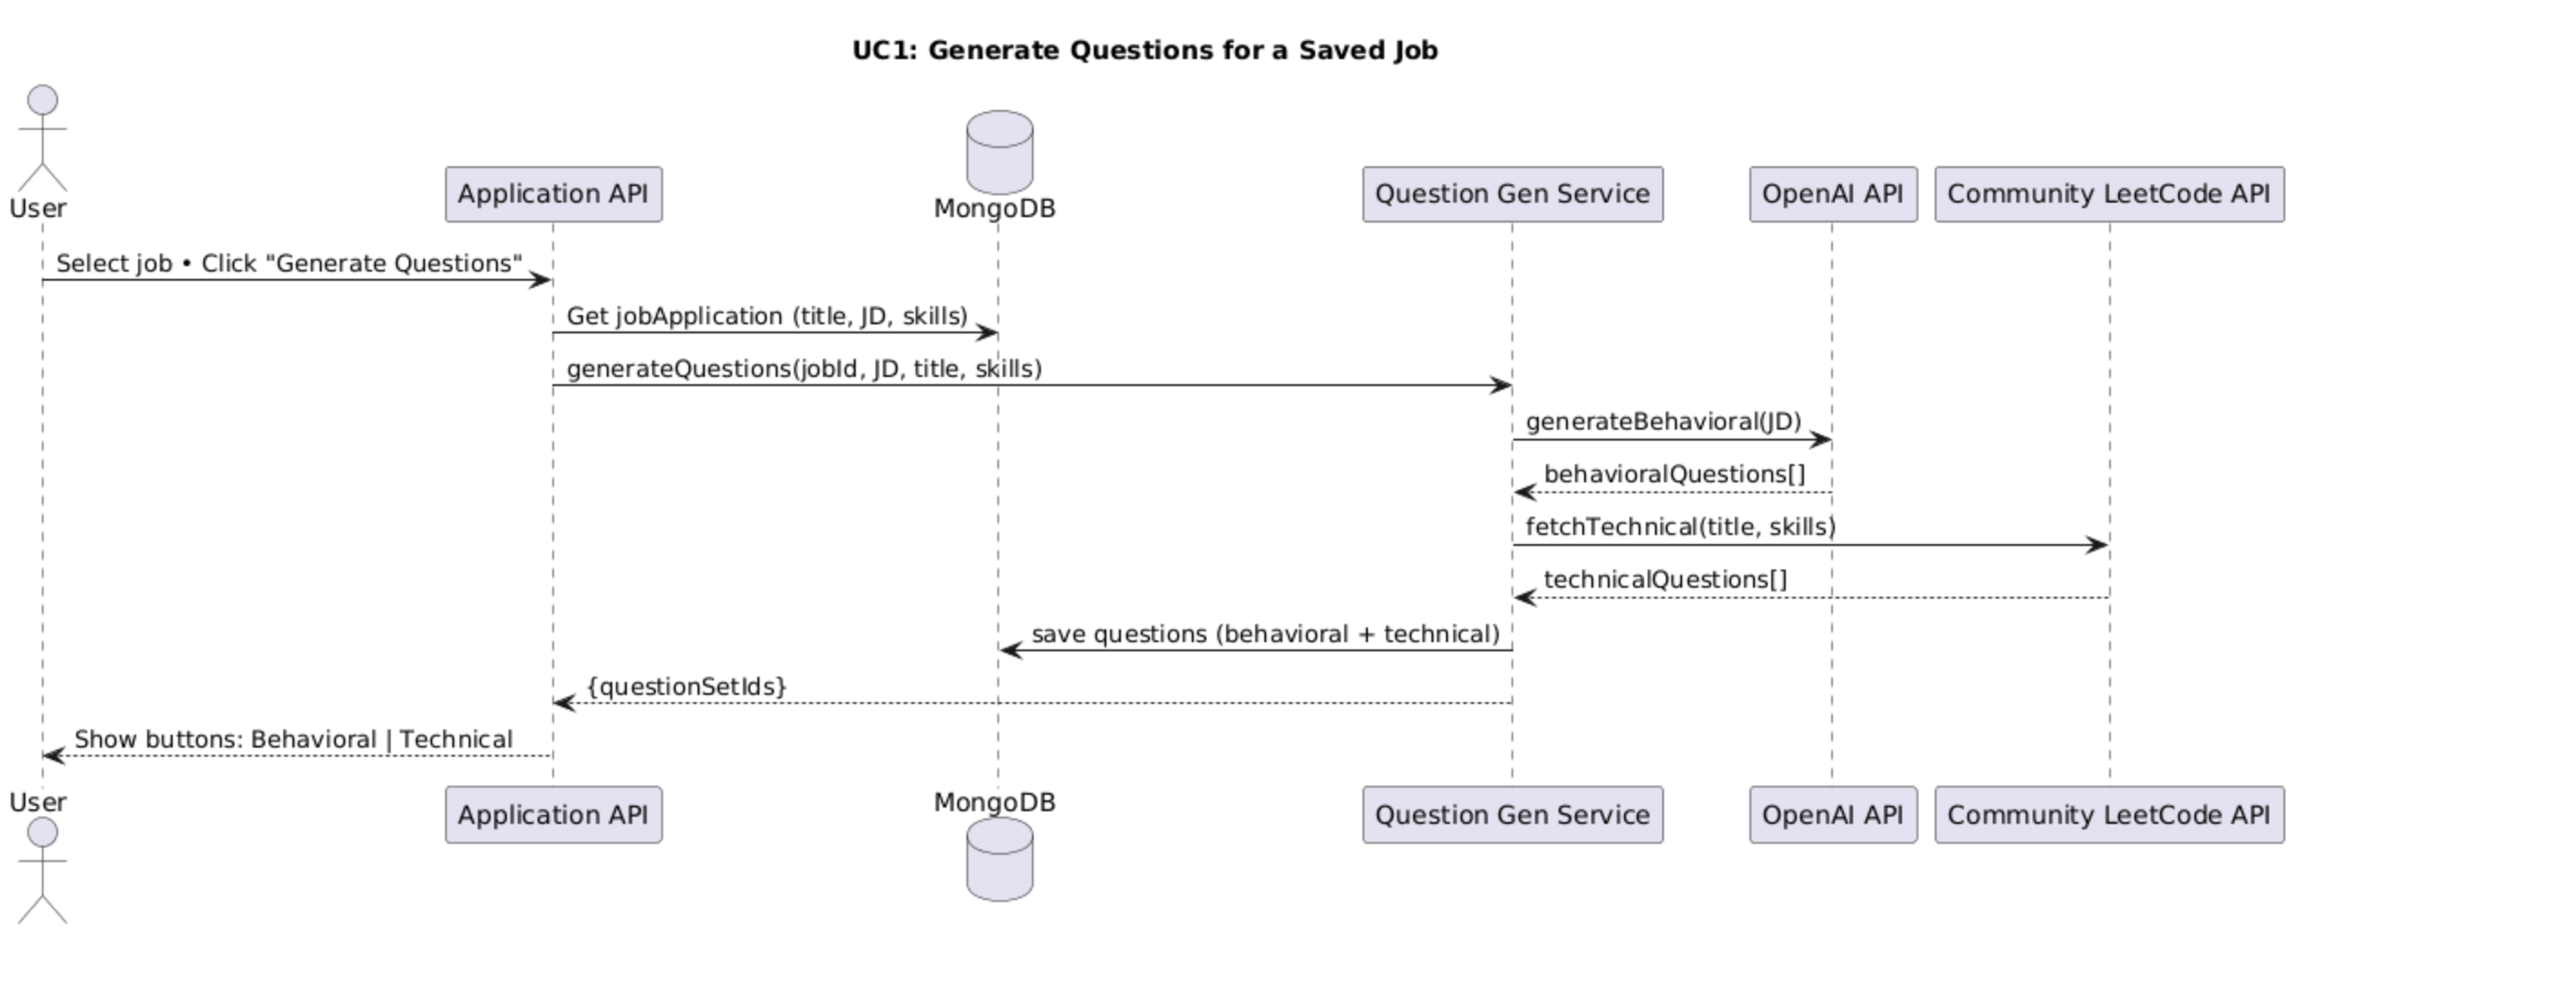 UC1: Generate Questions for a Saved Job
User
Application API
MongoDB
Question Gen Service
OpenAI API
Community LeetCode API
Select job • Click "Generate Questions"
Get jobApplication (title, JD, skills)
generateQuestions(jobId, JD, title, skills)
generateBehavioral(JD)
behavioralQuestions[]
fetchTechnical(title, skills)
technicalQuestions[]
save questions (behavioral + technical)
{questionSetIds}
Show buttons: Behavioral | Technical
User
Application API
MongoDB
Question Gen Service
OpenAI API
Community LeetCode API